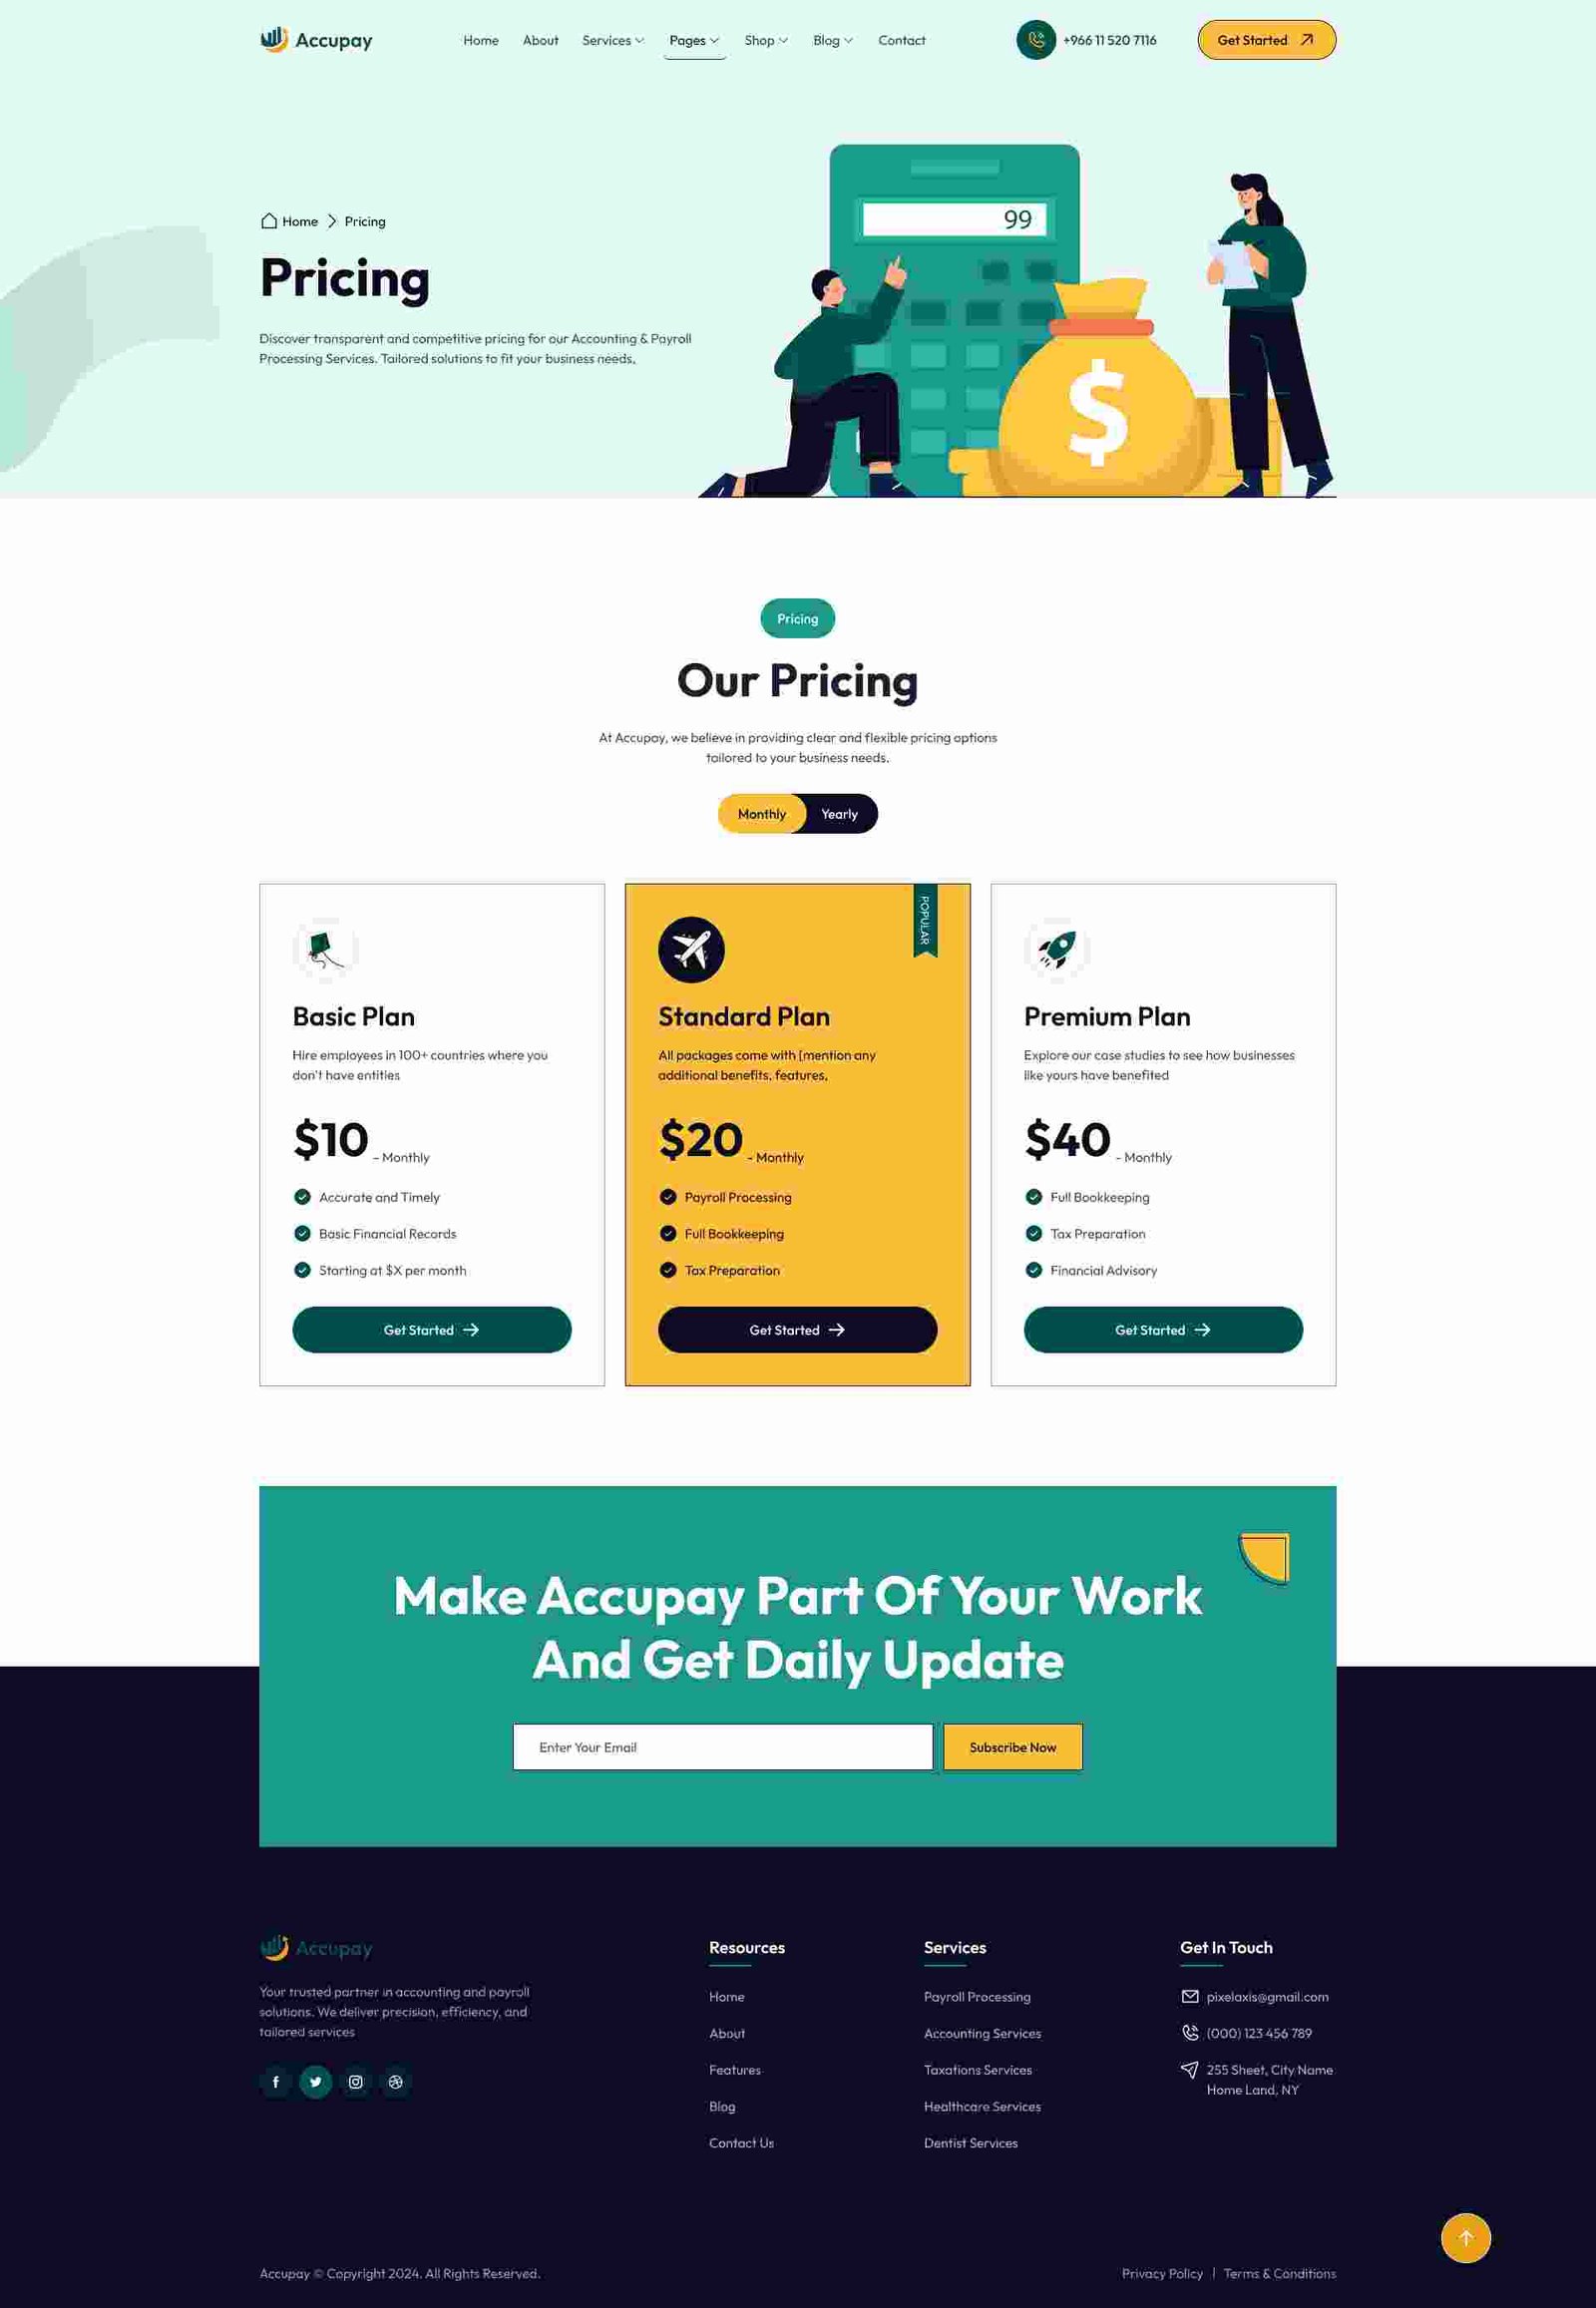 Accupay
Home About Services Pages Shop Blog Contact
+966 11 520 7116
Get Started
99
Home
Pricing
Pricing
Discover transparent and competitive pricing for our Accounting & Payroll
Processing Services. Tailored solutions to fit your business needs.
$
Pricing
Our Pricing
At Accupay, we believe in providing clear and flexible pricing options
tailored to your business needs.
Monthly
Yearly
Basic Plan
Hire employees in 100+ countries where you
don't have entities
$10 - Monthly
Accurate and Timely
Basic Financial Records
Starting at $X per month
Get Started
POPULAR
Standard Plan
All packages come with [mention any
additional benefits, features,
$20 - Monthly
Payroll Processing
Full Bookkeeping
Tax Preparation
Get Started
Premium Plan
Explore our case studies to see how businesses
like yours have benefited
$40 - Monthly
Full Bookkeeping
Tax Preparation
Financial Advisory
Get Started
Make Accupay Part Of Your Work
And Get Daily Update
Enter Your Email
Subscribe Now
Accupay
Your trusted partner in accounting and payroll
solutions. We deliver precision, efficiency, and
tailored services
Resources
Home
About
Features
Blog
Contact Us
Services
Payroll Processing
Accounting Services
Taxations Services
Healthcare Services
Dentist Services
Get In Touch
pixelaxis@gmail.com
(000) 123 456 789
255 Sheet, City Name
Home Land, NY
Accupay © Copyright 2024. All Rights Reserved.
Privacy Policy | Terms & Conditions